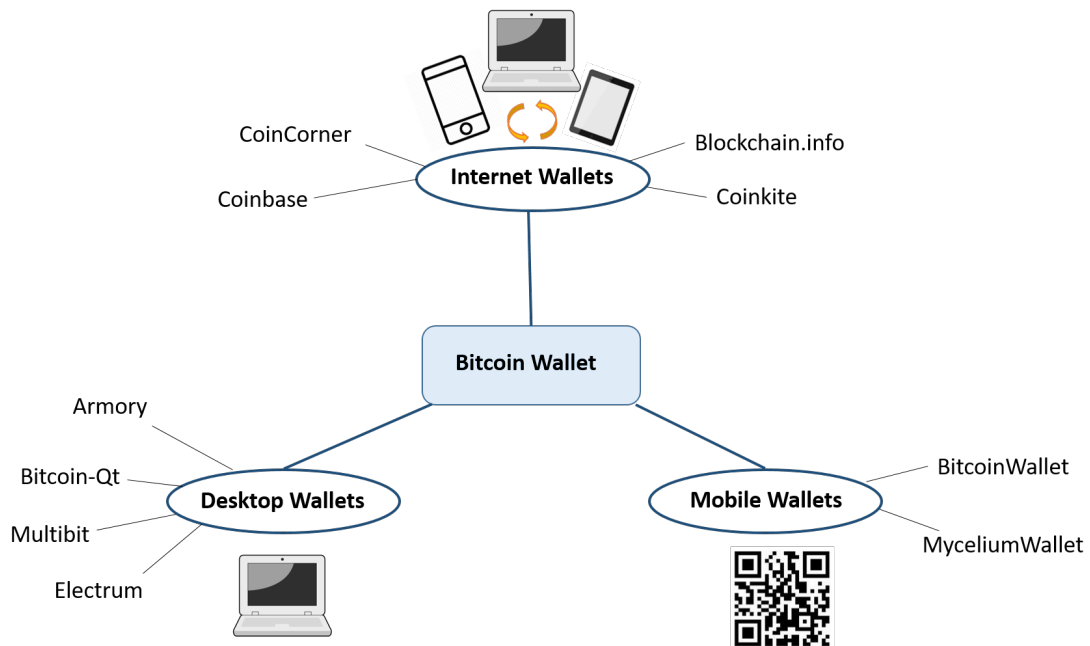 CoinCorner
Blockchain.info
Internet Wallets
Coinbase
Coinkite
Bitcoin Wallet
Armory
BitcoinWallet
Bitcoin-Qt
Desktop Wallets
Mobile Wallets
Multibit
MyceliumWallet
Electrum